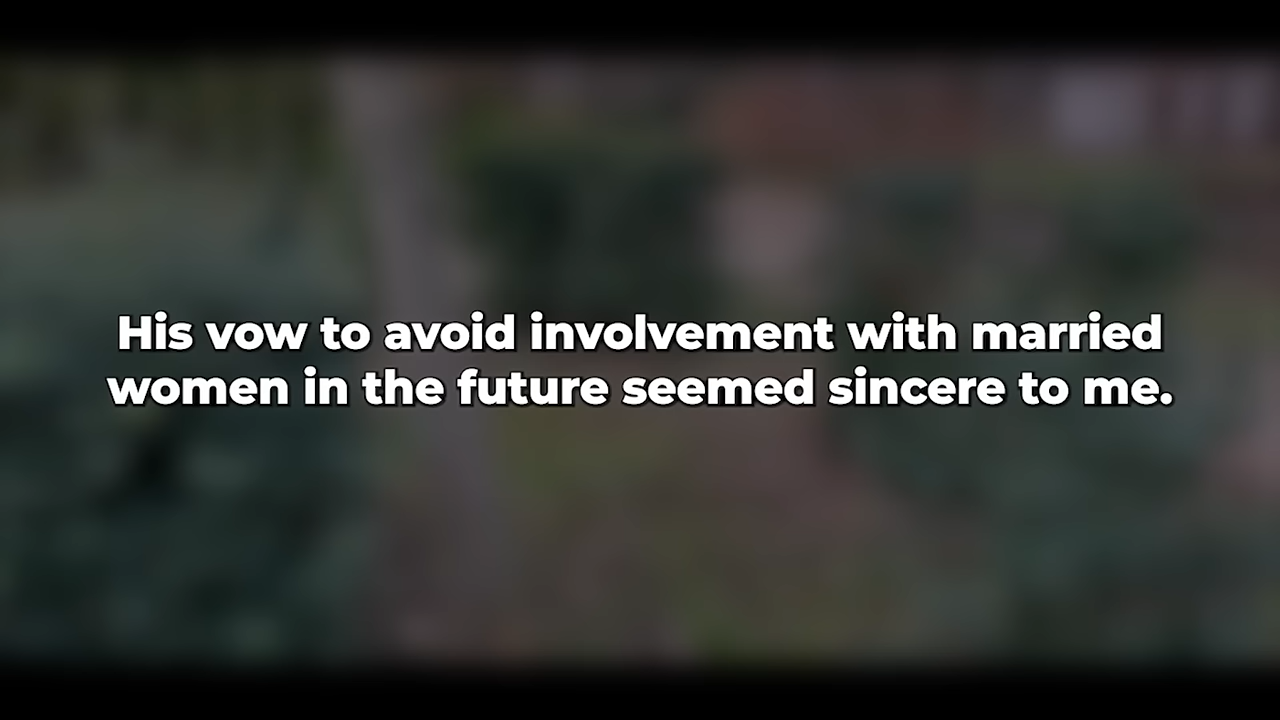 His vow to avoid involvement with married
women in the future seemed sincere to me.